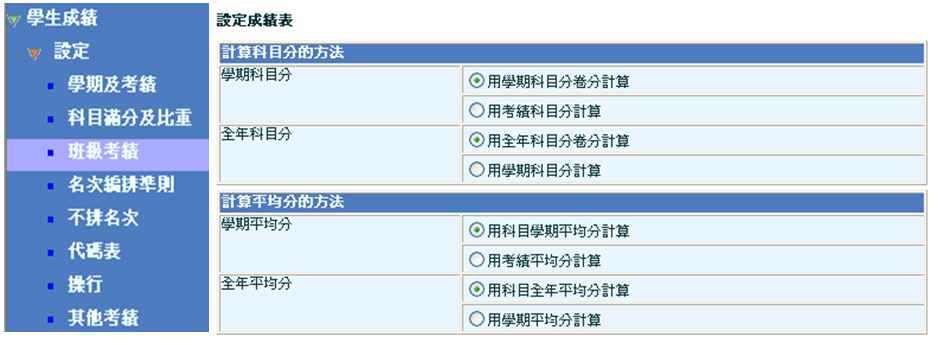 學生成績
設定
學期及考績
科目滿分及比重
班級考績
名次編排準則
不排名次
代碼表
操行
其他考績
設定成績表
計算科目分的方法
學期科目分
用學期科目分卷分計算
用考績科目分計算
全年科目分
用全年科目分卷分計算
用學期科目分計算
計算平均分的方法
學期平均分
用科目學期平均分計算
用考績平均分計算
全年平均分
用科目全年平均分計算
用學期平均分計算